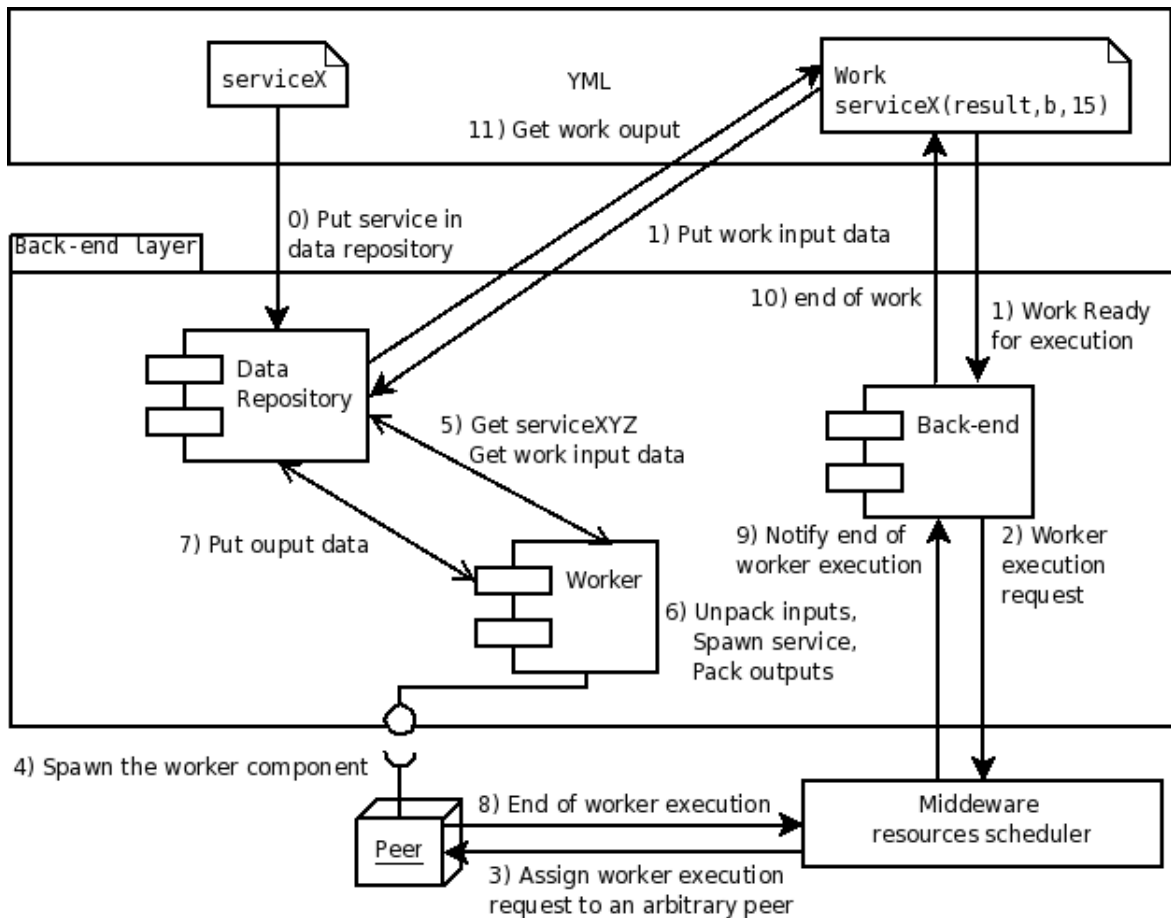 serviceX
YML
Work
serviceX(result,b,15)
11) Get work ouput
0) Put service in
data repository
1) Put work input data
Back-end layer
10) end of work
1) Work Ready
for execution
Data
Repository
5) Get serviceXYZ
Get work input data
Back-end
7) Put ouput data
Worker
9) Notify end of
worker execution
2) Worker
execution
request
6) Unpack inputs,
Spawn service,
Pack outputs
4) Spawn the worker component
8) End of worker execution
Middeware
resources scheduler
Peer
3) Assign worker execution
request to an arbitrary peer